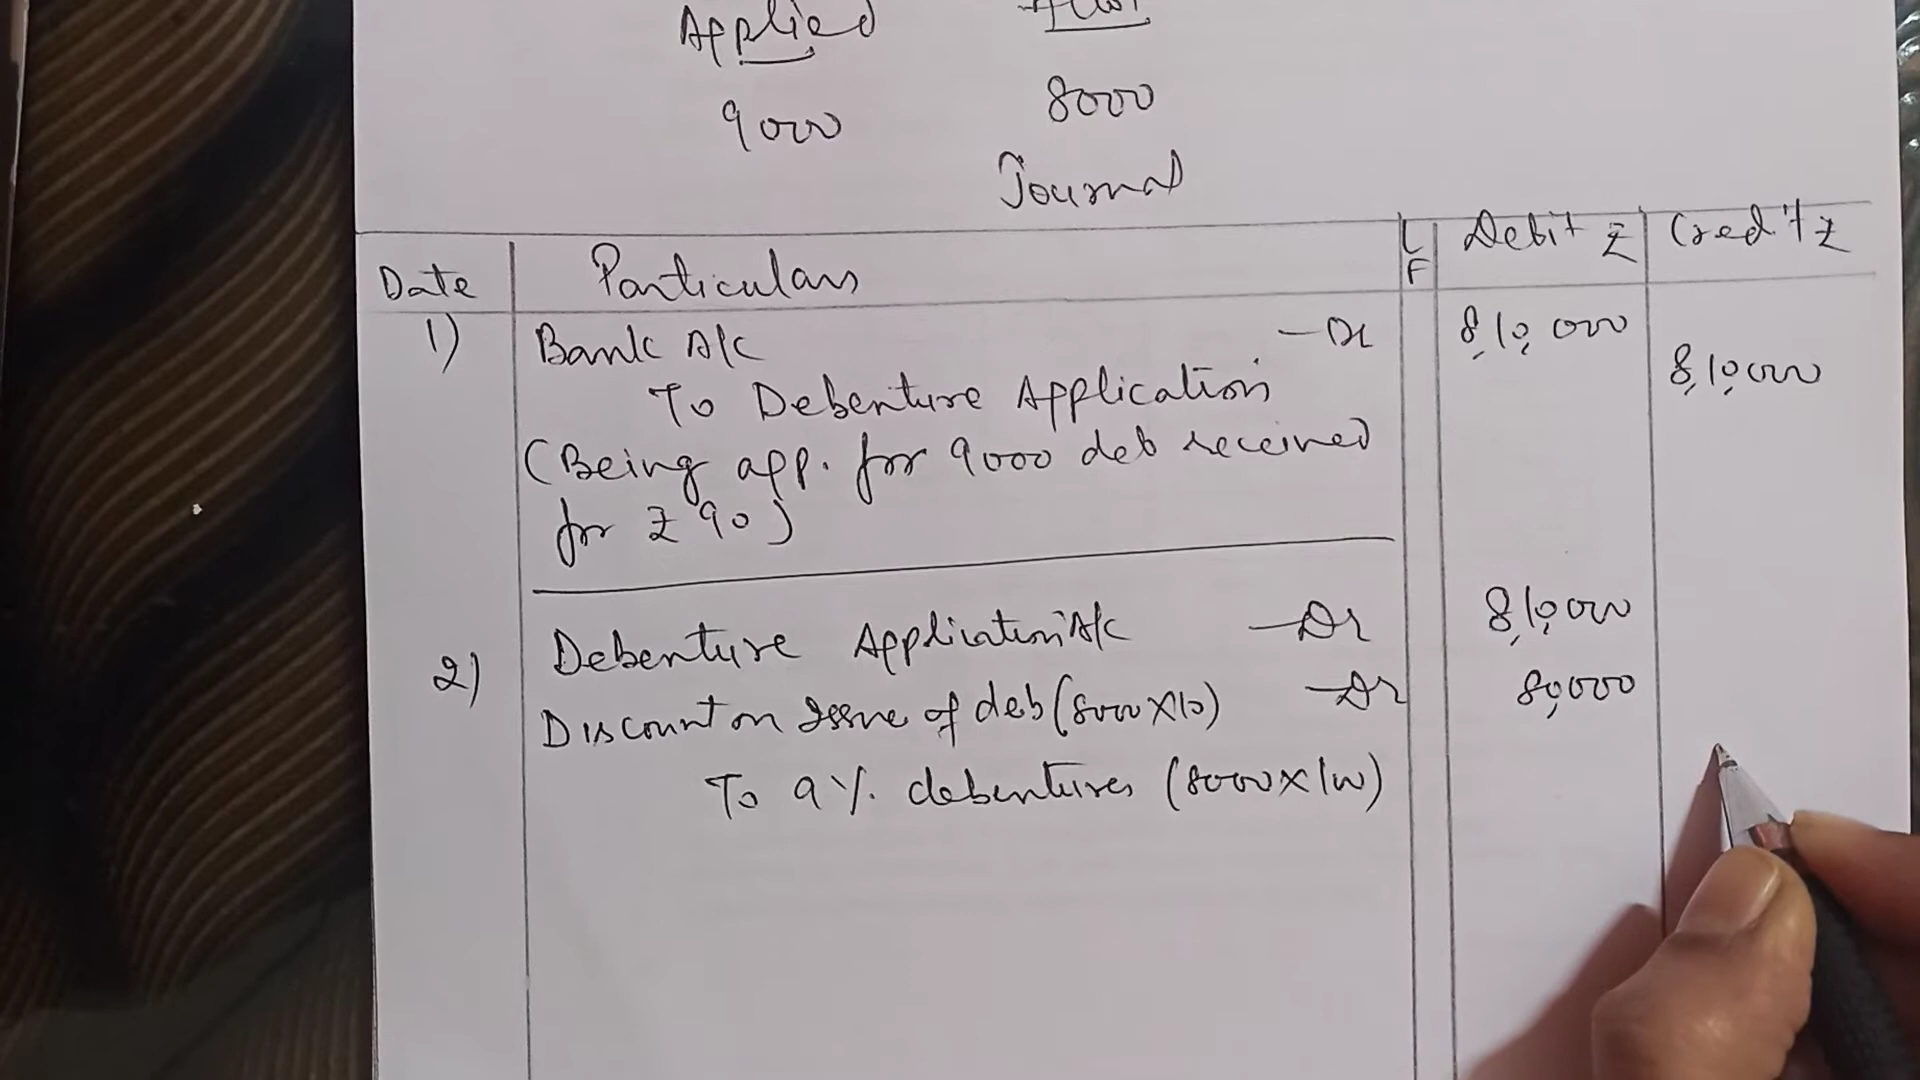 Applied Allot
9000 8000
Journal
Date Particulars LF Debit ₹ Credit ₹
1) Bank A/c —Dr 8,10,000
To Debenture Application 8,10,000
(Being app. for 9000 deb received
for ₹ 90)
2) Debenture Application A/c —Dr 8,10,000
Discount on Issue of deb (8000×10) —Dr 80,000
To 9% debentures (8000×100)